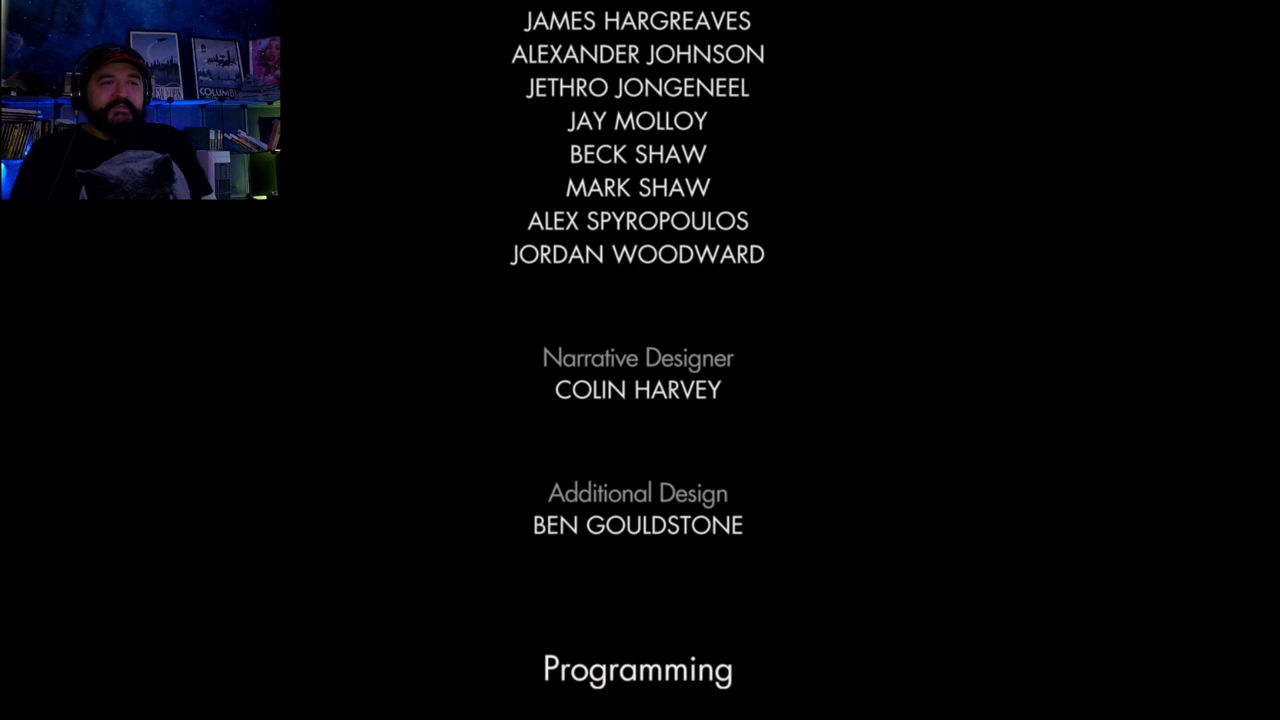 JAMES HARGREAVES
ALEXANDER JOHNSON
JETHRO JONGENEEL
JAY MOLLOY
BECK SHAW
MARK SHAW
ALEX SPYROPOULOS
JORDAN WOODWARD
Narrative Designer
COLIN HARVEY
Additional Design
BEN GOULDSTONE
Programming